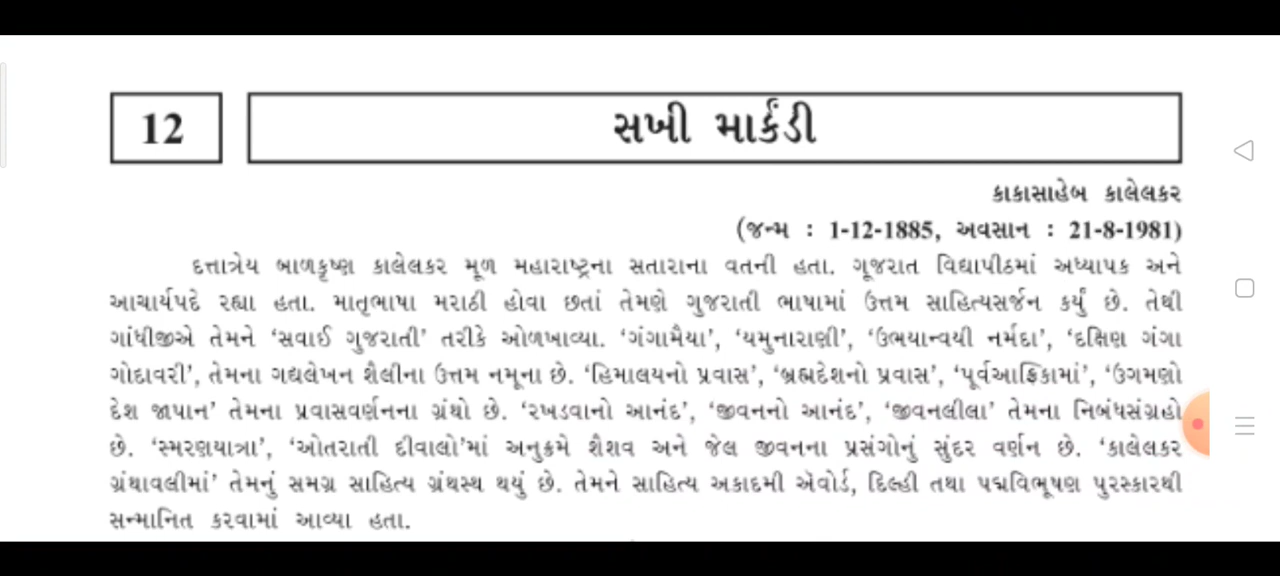 12
સખી માર્કંડી
કાકાસાહેબ કાલેલકર
(જન્મ : 1-12-1885, અવસાન : 21-8-1981)
દત્તાત્રેય બાળકૃષ્ણ કાલેલકર મૂળ મહારાષ્ટ્રના સતારાના વતની હતા. ગૂજરાત વિદ્યાપીઠમાં અધ્યાપક અને
આચાર્યપદે રહ્યા હતા. માતૃભાષા મરાઠી હોવા છતાં તેમણે ગુજરાતી ભાષામાં ઉત્તમ સાહિત્યસર્જન કર્યું છે. તેથી
ગાંધીજીએ તેમને ‘સવાઈ ગુજરાતી’ તરીકે ઓળખાવ્યા. ‘ગંગામૈયા’, ‘યમુનારાણી’, ‘ઉભયાન્વયી નર્મદા’, ‘દક્ષિણ ગંગા
ગોદાવરી’, તેમના ગદ્યલેખન શૈલીના ઉત્તમ નમૂના છે. ‘હિમાલયનો પ્રવાસ’, ‘બ્રહ્મદેશનો પ્રવાસ’, ‘પૂર્વઆફ્રિકામાં’, ‘ઉગમણો
દેશ જાપાન’ તેમના પ્રવાસવર્ણનના ગ્રંથો છે. ‘રખડવાનો આનંદ’, ‘જીવનનો આનંદ’, ‘જીવનલીલા’ તેમના નિબંધસંગ્રહો
છે. ‘સ્મરણયાત્રા’, ‘ઓતરાતી દીવાલો’માં અનુક્રમે શૈશવ અને જેલ જીવનના પ્રસંગોનું સુંદર વર્ણન છે. ‘કાલેલકર
ગ્રંથાવલીમાં’ તેમનું સમગ્ર સાહિત્ય ગ્રંથસ્થ થયું છે. તેમને સાહિત્ય અકાદમી ઍવોર્ડ, દિલ્હી તથા પદ્મવિભૂષણ પુરસ્કારથી
સન્માનિત કરવામાં આવ્યા હતા.